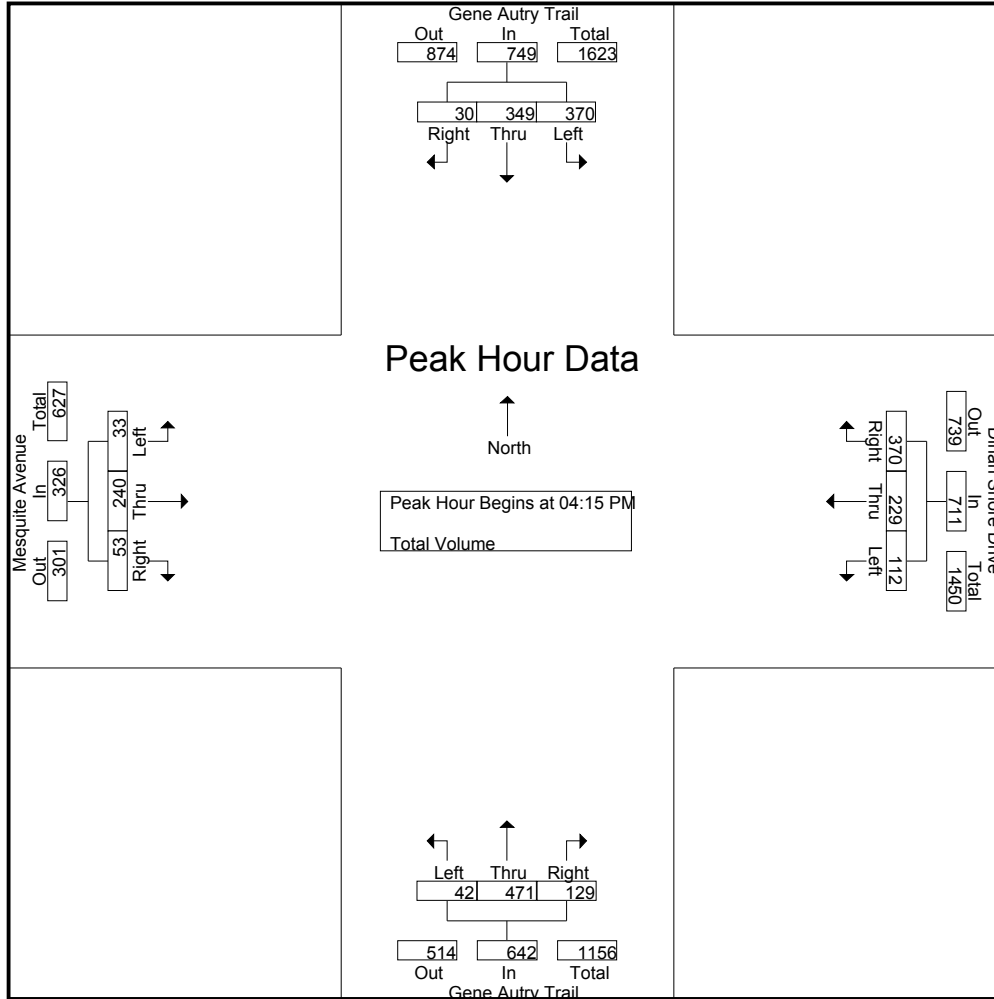 Gene Autry Trail
Out In Total
874 749 1623
30 349 370
Right Thru Left
Peak Hour Data
North
Peak Hour Begins at 04:15 PM
Total Volume
Mesquite Avenue
Total In Out
627 326 301
33 240 53
Left Thru Right
Right Thru Left
370 229 112
739 711 1450
Out In Total
Dinah Shore Drive
Left Thru Right
42 471 129
514 642 1156
Out In Total
Gene Autry Trail